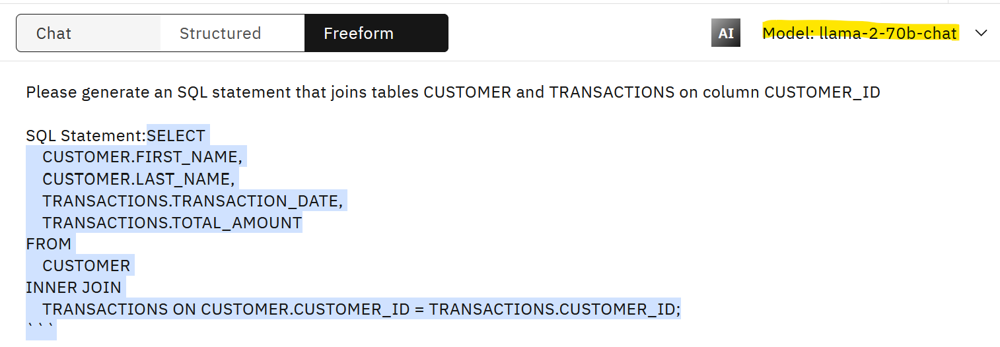 Chat Structured Freeform AI Model: llama-2-70b-chat
Please generate an SQL statement that joins tables CUSTOMER and TRANSACTIONS on column CUSTOMER_ID
SQL Statement:SELECT
    CUSTOMER.FIRST_NAME,
    CUSTOMER.LAST_NAME,
    TRANSACTIONS.TRANSACTION_DATE,
    TRANSACTIONS.TOTAL_AMOUNT
FROM
    CUSTOMER
INNER JOIN
    TRANSACTIONS ON CUSTOMER.CUSTOMER_ID = TRANSACTIONS.CUSTOMER_ID;
```